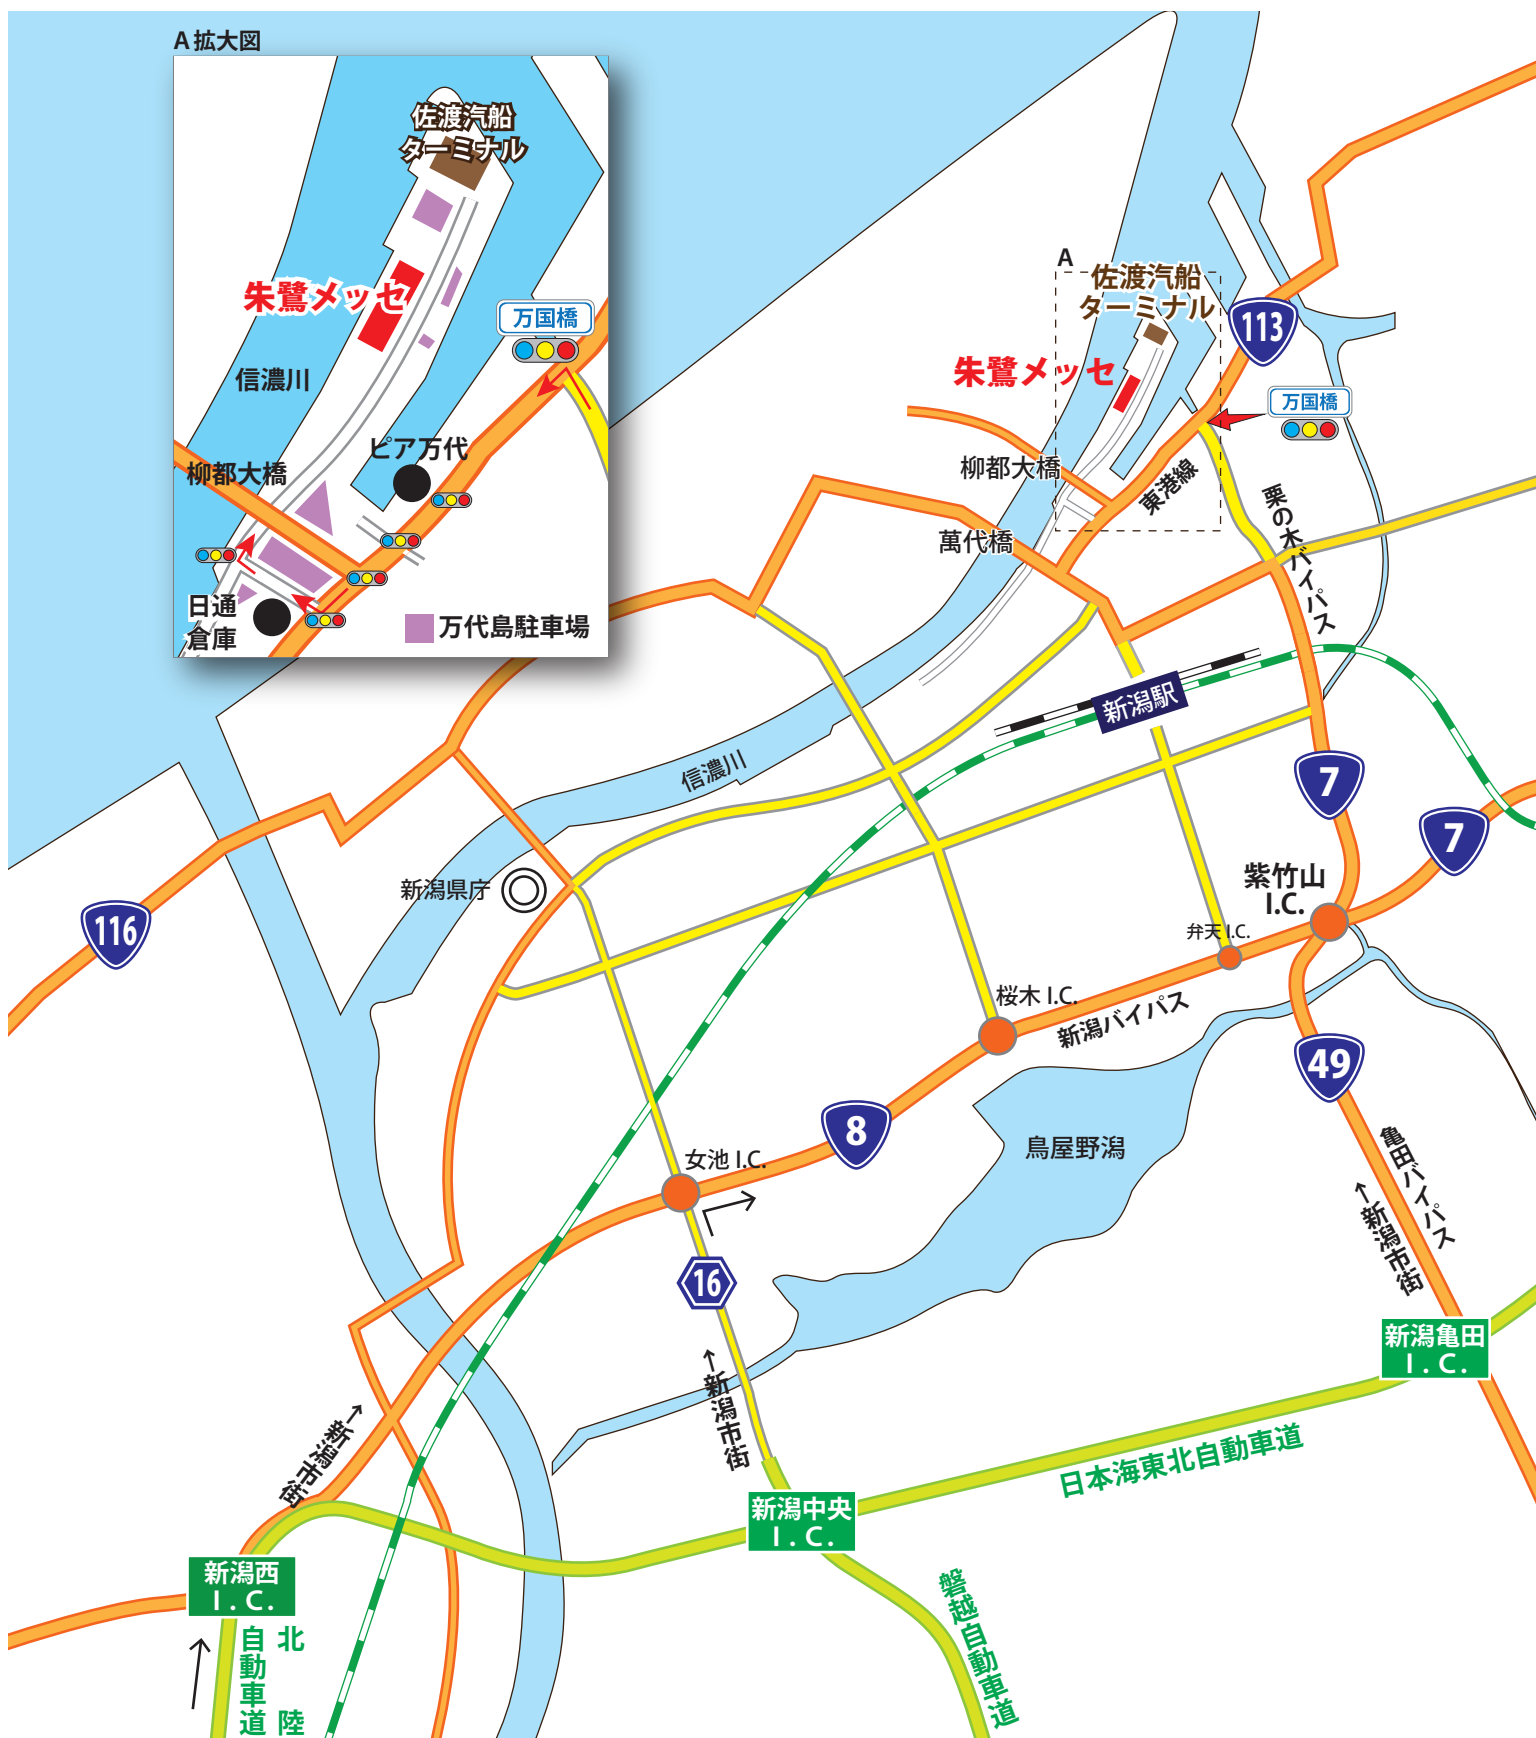 A 拡大図
佐渡汽船
ターミナル
朱鷺メッセ
万国橋
信濃川
ピア万代
柳都大橋
日通
倉庫
万代島駐車場
A
佐渡汽船
ターミナル
113
朱鷺メッセ
万国橋
柳都大橋
東港線
栗の木バイパス
萬代橋
新潟駅
信濃川
7
7
新潟県庁
紫竹山
I.C.
116
弁天 I.C.
桜木 I.C.
新潟バイパス
49
8
鳥屋野潟
亀田バイパス
女池 I.C.
←新潟市街
16
新潟亀田
I . C .
←新潟市街
←新潟市街
日本海東北自動車道
新潟中央
I . C .
新潟西
I . C .
磐越自動車道
北陸
自動車道